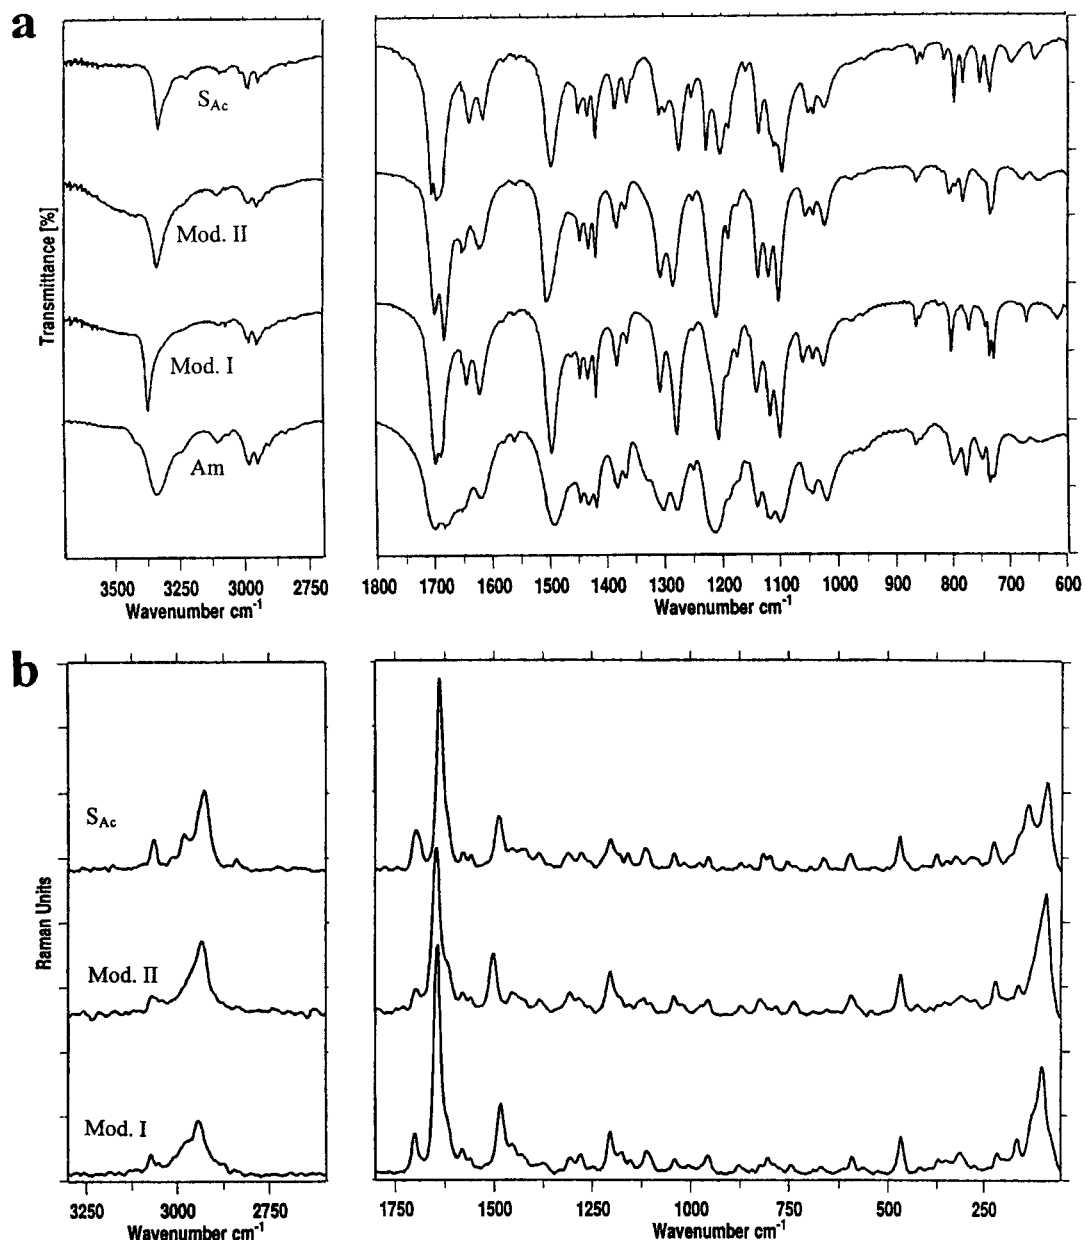 a
S_Ac
Mod. II
Mod. I
Am
Transmittance [%]
3500 3250 3000 2750
Wavenumber cm⁻¹
1800 1700 1600 1500 1400 1300 1200 1100 1000 900 800 700 600
Wavenumber cm⁻¹
b
S_Ac
Mod. II
Mod. I
Raman Units
3250 3000 2750
Wavenumber cm⁻¹
1750 1500 1250 1000 750 500 250
Wavenumber cm⁻¹